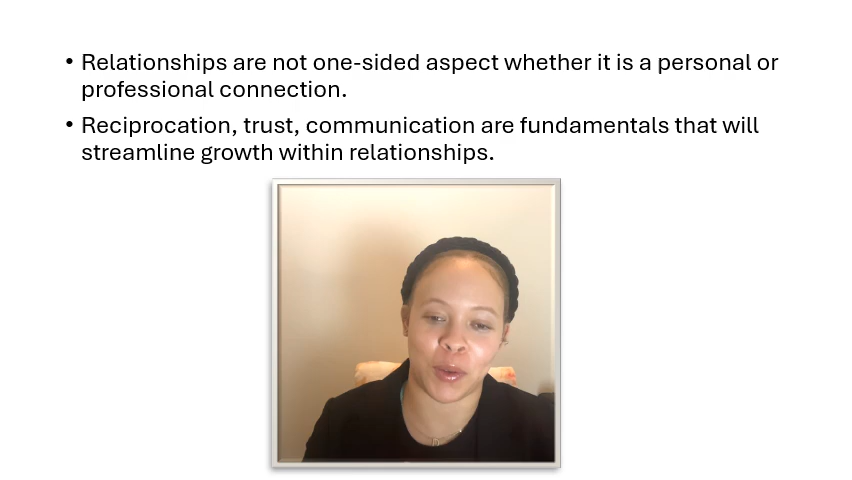 • Relationships are not one-sided aspect whether it is a personal or
professional connection.
• Reciprocation, trust, communication are fundamentals that will
streamline growth within relationships.